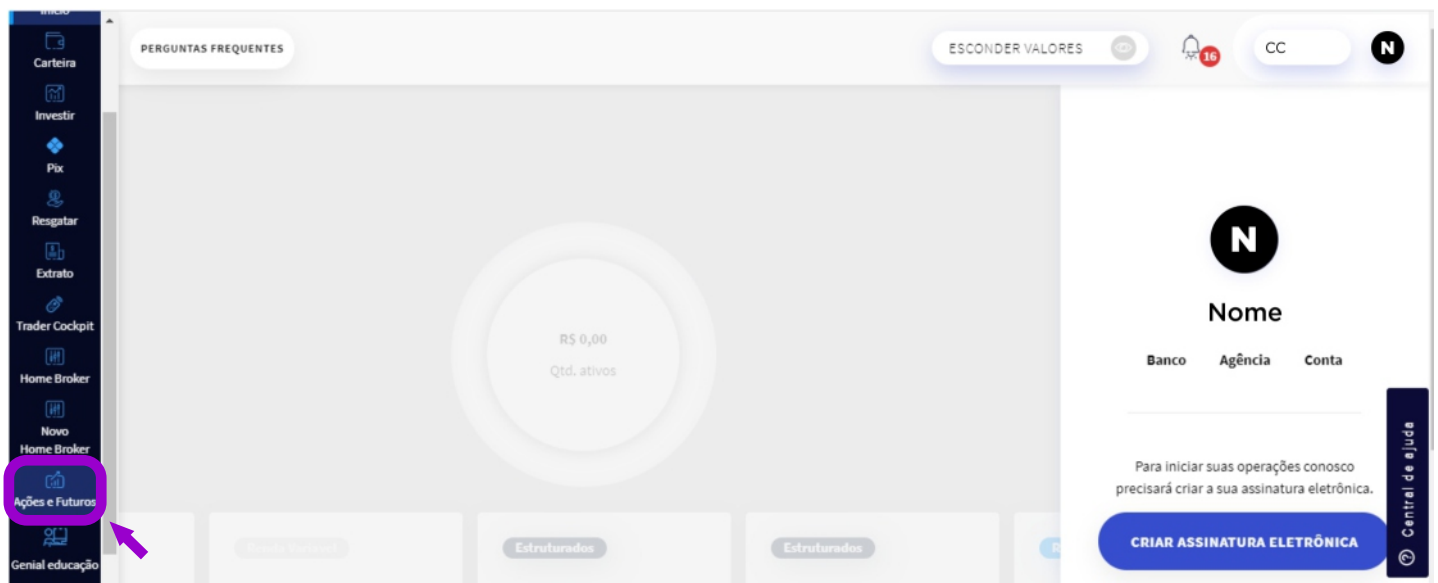 Início
Carteira
Investir
Pix
Resgatar
Extrato
Trader Cockpit
Home Broker
Novo
Home Broker
Ações e Futuros
Genial educação
PERGUNTAS FREQUENTES
ESCONDER VALORES
16
CC
N
R$ 0,00
Qtd. ativos
Estruturados
Estruturados
R
N
Nome
Banco Agência Conta
Para iniciar suas operações conosco
precisará criar a sua assinatura eletrônica.
CRIAR ASSINATURA ELETRÔNICA
Central de ajuda